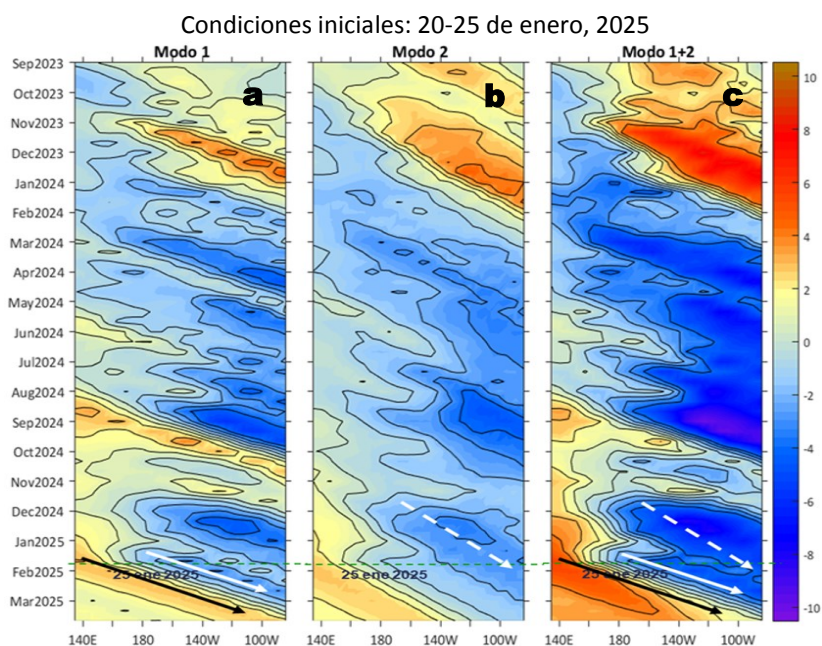 Condiciones iniciales: 20-25 de enero, 2025
Modo 1
Modo 2
Modo 1+2
a
b
c
Sep2023
Oct2023
Nov2023
Dec2023
Jan2024
Feb2024
Mar2024
Apr2024
May2024
Jun2024
Jul2024
Aug2024
Sep2024
Oct2024
Nov2024
Dec2024
Jan2025
Feb2025
Mar2025
25 ene 2025
25 ene 2025
25 ene 2025
140E 180 140W 100W
140E 180 140W 100W
140E 180 140W 100W
10
8
6
4
2
0
-2
-4
-6
-8
-10